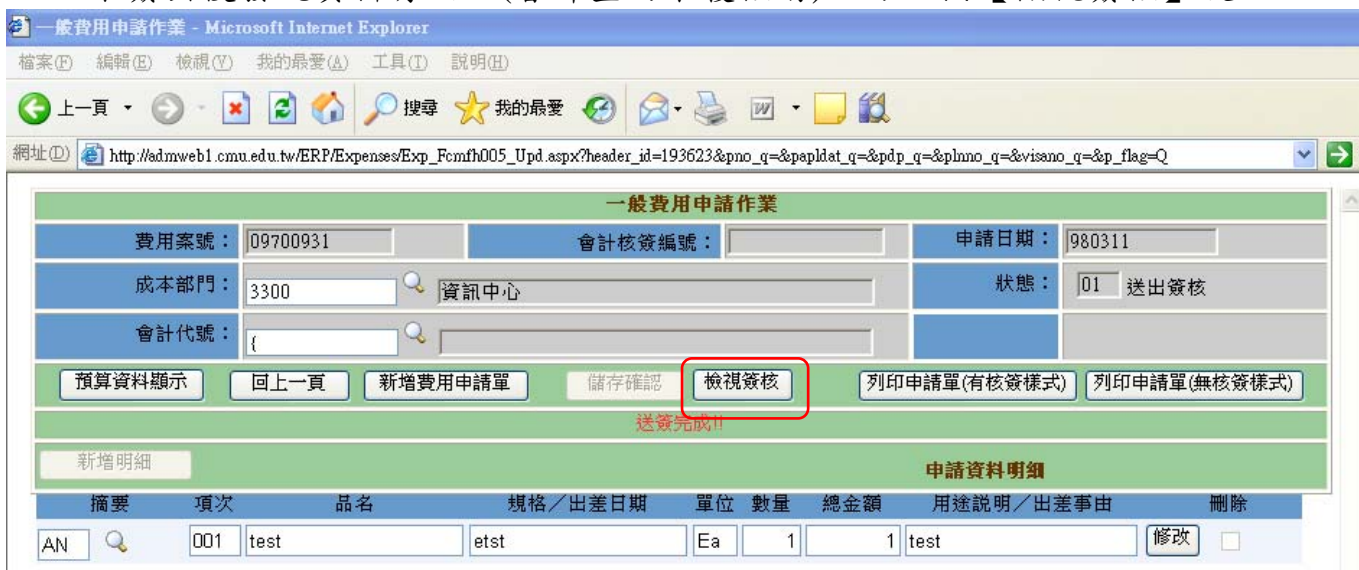 一般費用申請作業 - Microsoft Internet Explorer
檔案(F) 編輯(E) 檢視(V) 我的最愛(A) 工具(T) 說明(H)
上一頁 搜尋 我的最愛
網址(D) http://admweb1.cmu.edu.tw/ERP/Expenses/Exp_Fcmfh005_Upd.aspx?header_id=193623&pno_q=&papldat_q=&pdp_q=&plnno_q=&visano_q=&p_flag=Q
一般費用申請作業
費用案號： 09700931 會計核簽編號： 申請日期： 980311
成本部門： 3300 資訊中心 狀態： 01 送出簽核
會計代號： {
預算資料顯示 回上一頁 新增費用申請單 儲存確認 檢視簽核 列印申請單(有核簽樣式) 列印申請單(無核簽樣式)
送簽完成!!
新增明細 申請資料明細
摘要 項次 品名 規格／出差日期 單位 數量 總金額 用途說明／出差事由 刪除
AN 001 test etst Ea 1 1 test 修改